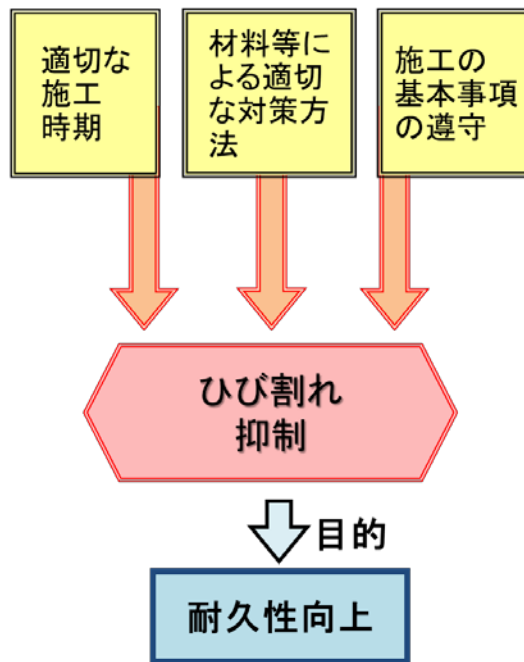 適切な
施工
時期
材料等に
よる適切
な対策方
法
施工の
基本事項
の遵守
ひび割れ
抑制
目的
耐久性向上